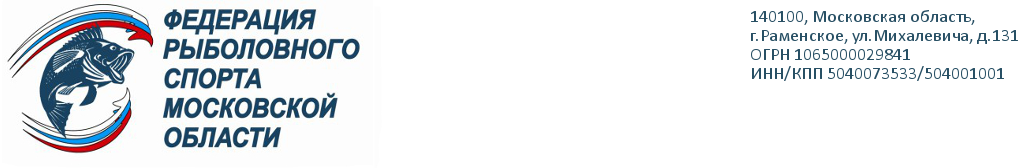 ФЕДЕРАЦИЯ
РЫБОЛОВНОГО
СПОРТА
МОСКОВСКОЙ
ОБЛАСТИ
140100, Московская область,
г. Раменское, ул. Михалевича, д.131
ОГРН 1065000029841
ИНН/КПП 5040073533/504001001